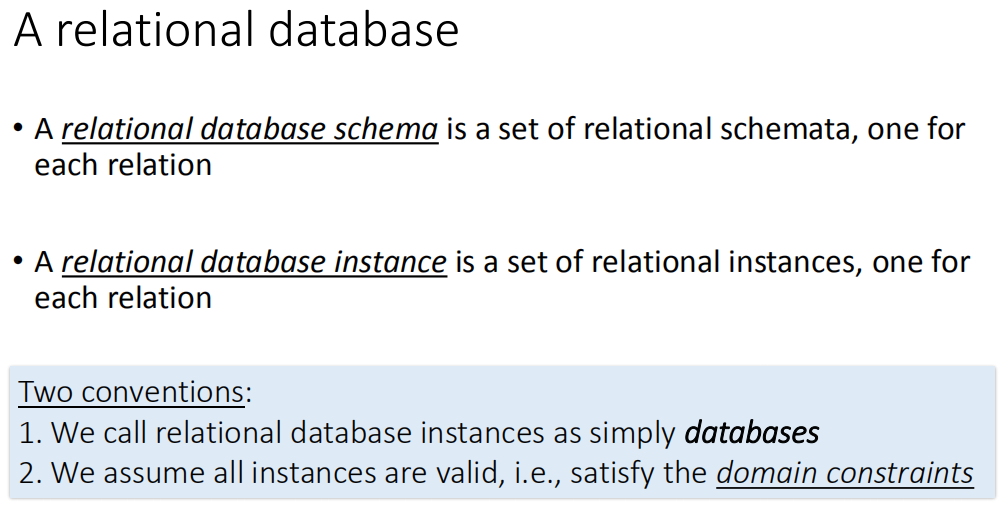 A relational database
• A relational database schema is a set of relational schemata, one for
each relation
• A relational database instance is a set of relational instances, one for
each relation
Two conventions:
1. We call relational database instances as simply databases
2. We assume all instances are valid, i.e., satisfy the domain constraints